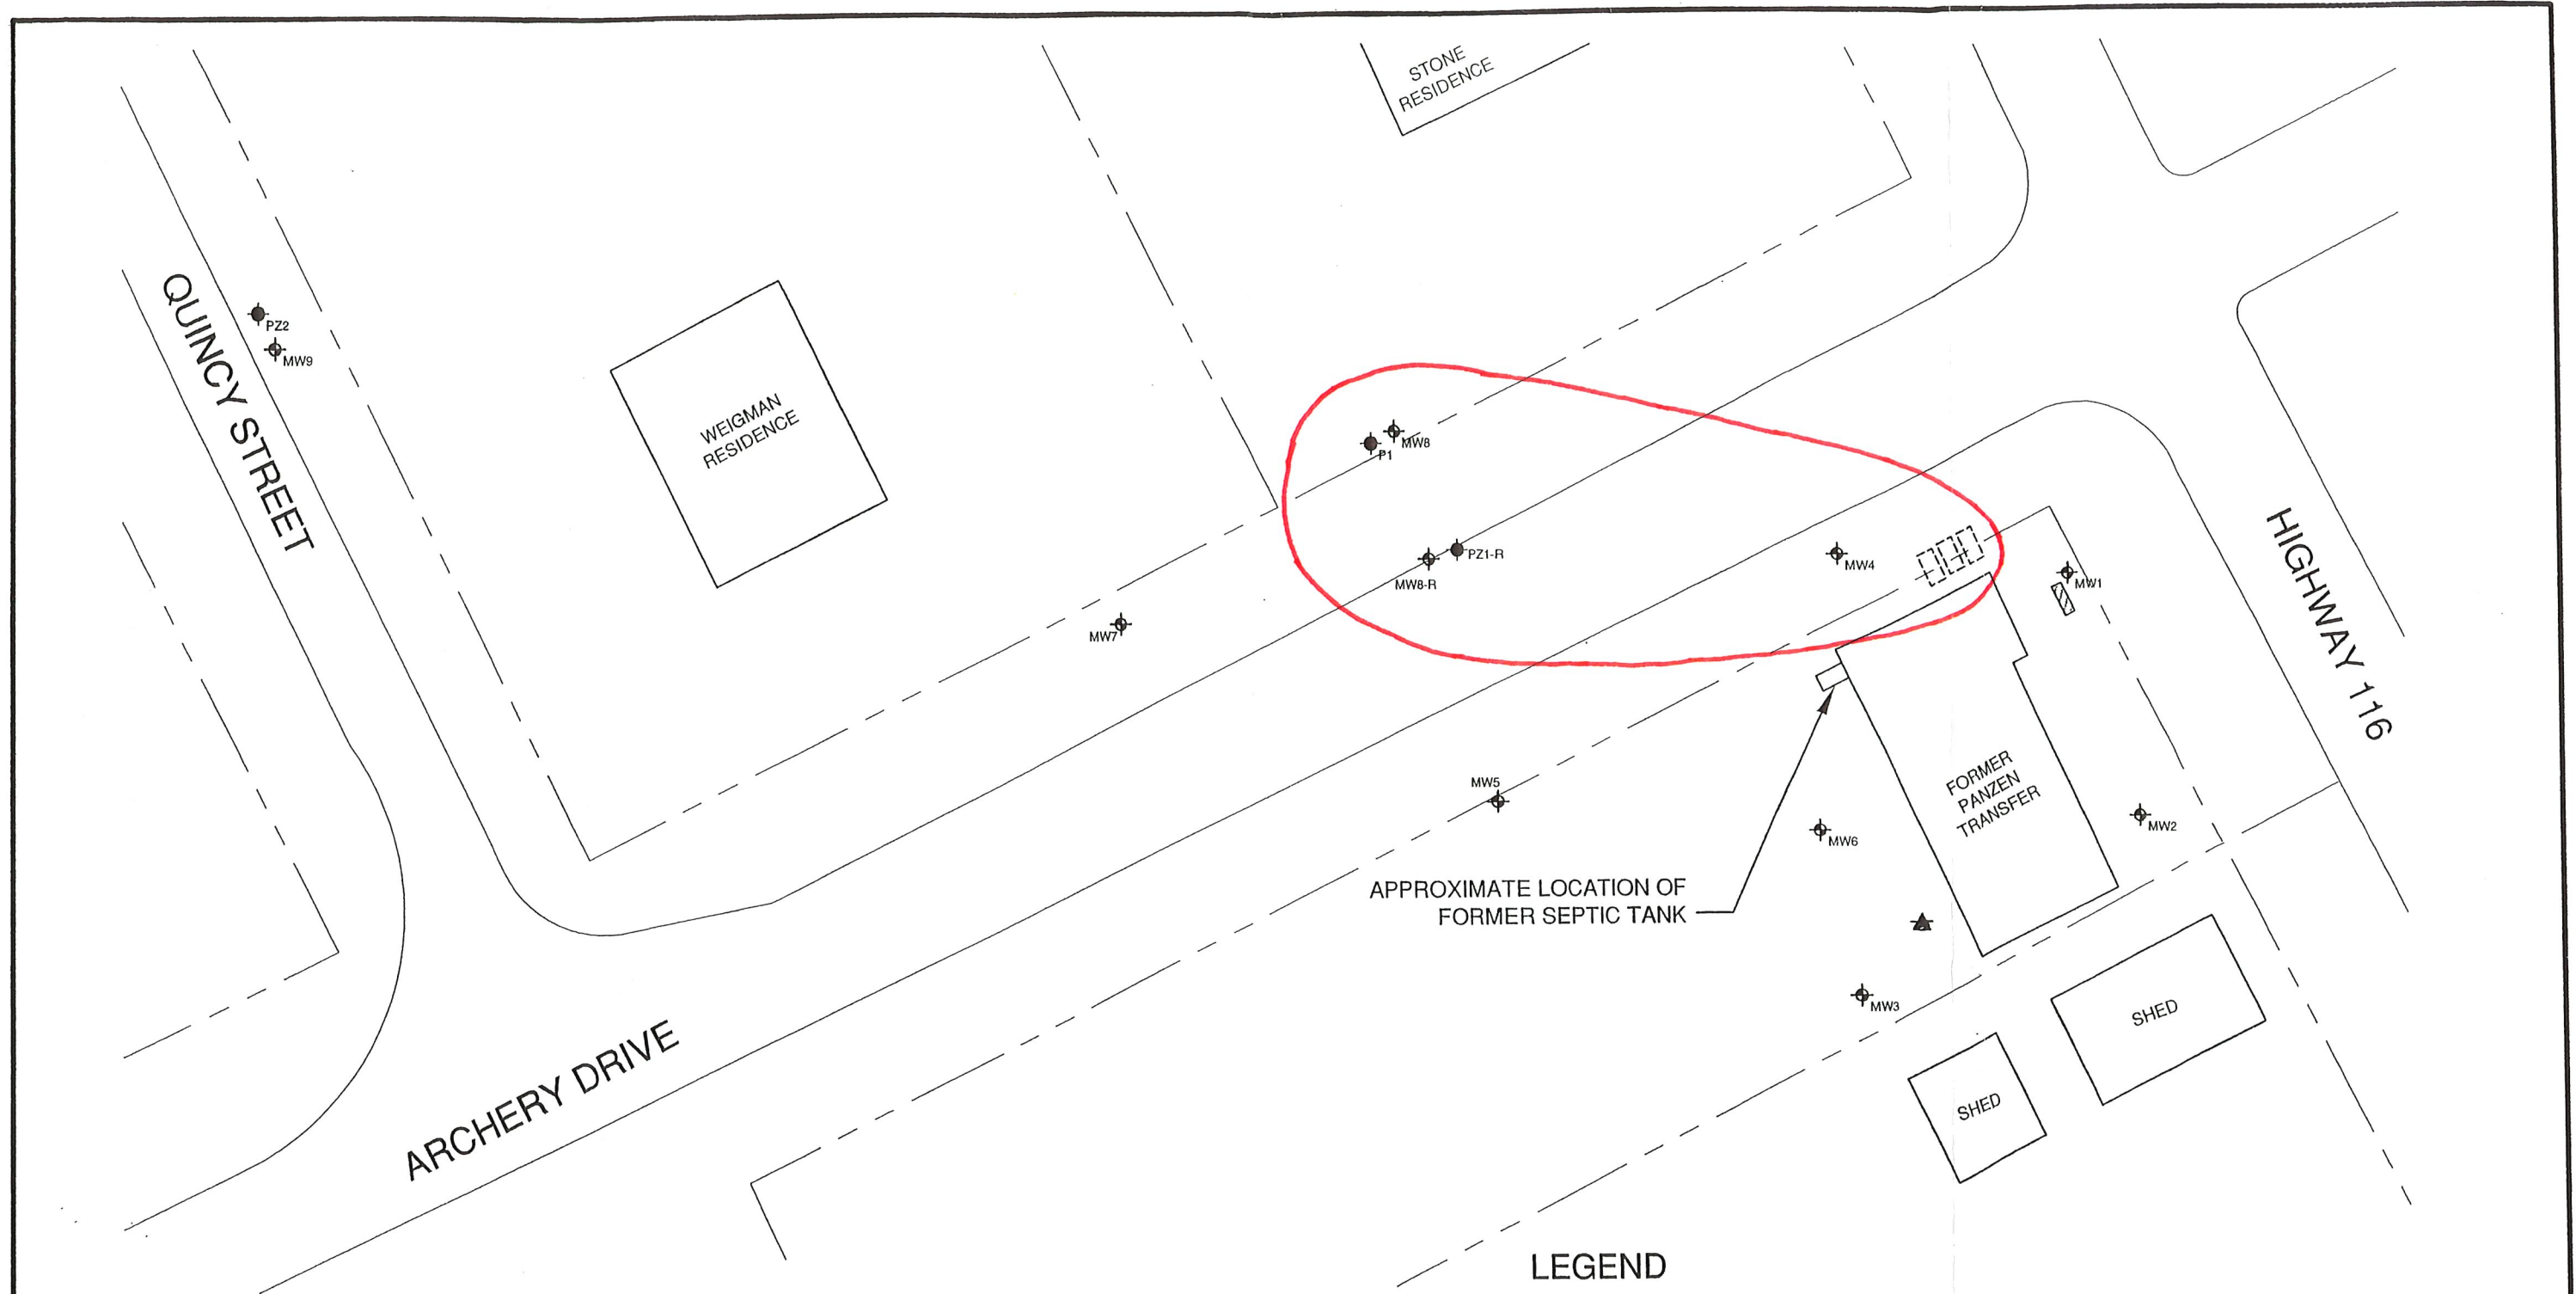 STONE
RESIDENCE
QUINCY STREET
PZ2
MW9
WEIGMAN
RESIDENCE
MW8
P1
PZ1-R
MW8-R
MW4
MW1
MW7
HIGHWAY 116
MW5
MW6
FORMER
PANZEN
TRANSFER
MW2
APPROXIMATE LOCATION OF
FORMER SEPTIC TANK
MW3
SHED
SHED
ARCHERY DRIVE
LEGEND